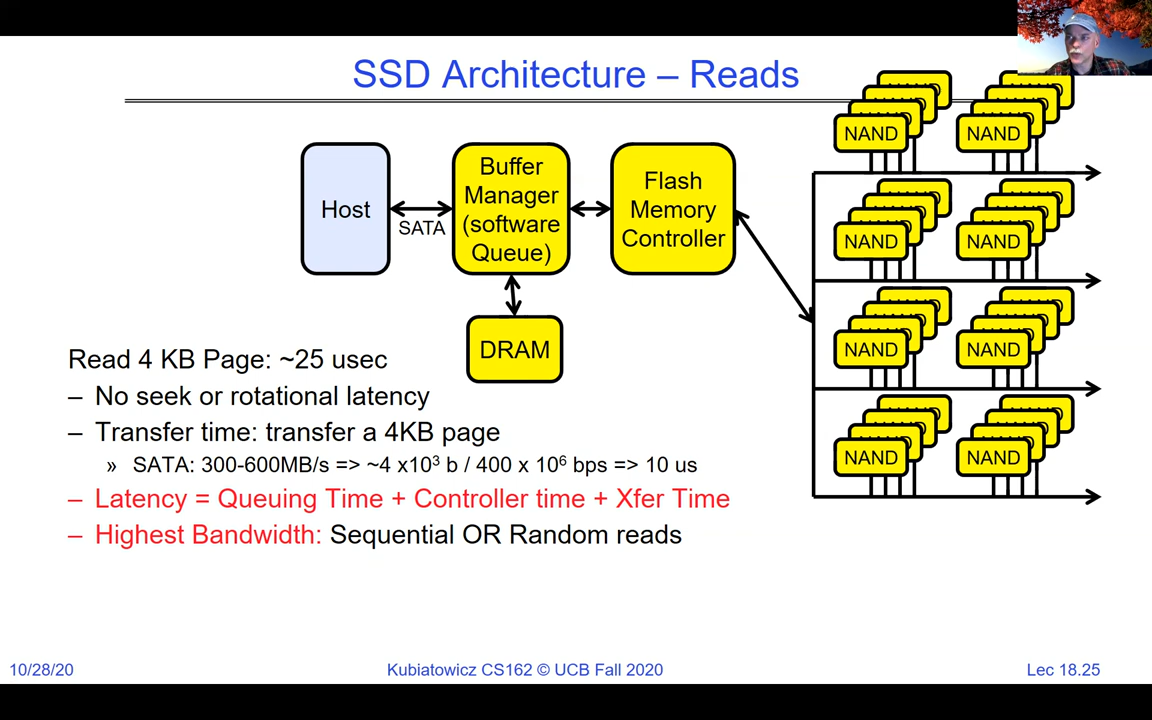 SSD Architecture – Reads
Host
SATA
Buffer
Manager
(software
Queue)
Flash
Memory
Controller
DRAM
NAND
NAND
NAND
NAND
NAND
NAND
NAND
NAND
Read 4 KB Page: ~25 usec
– No seek or rotational latency
– Transfer time: transfer a 4KB page
» SATA: 300-600MB/s => ~4 x10³ b / 400 x 10⁶ bps => 10 us
– Latency = Queuing Time + Controller time + Xfer Time
– Highest Bandwidth: Sequential OR Random reads
10/28/20
Kubiatowicz CS162 © UCB Fall 2020
Lec 18.25